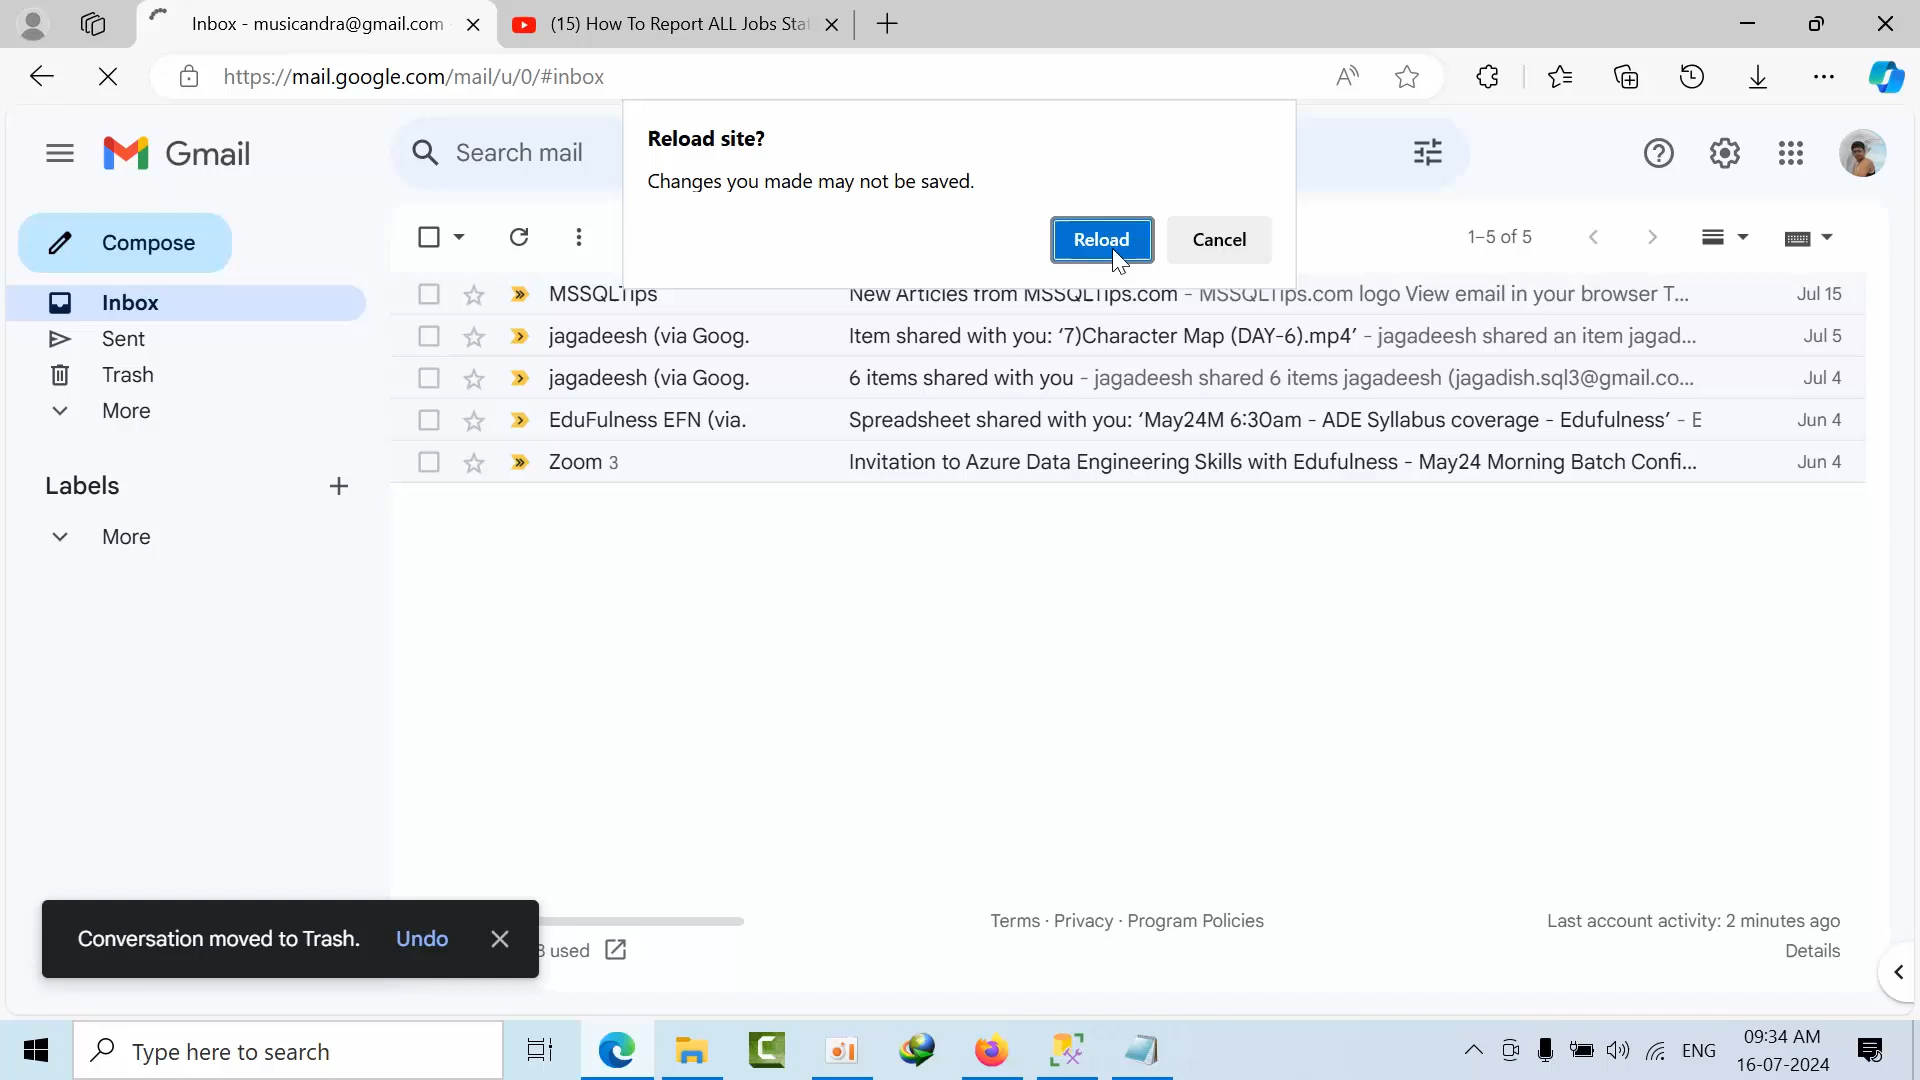 Inbox - musicandra@gmail.com
(15) How To Report ALL Jobs Stat
https://mail.google.com/mail/u/0/#inbox
Reload site?
Changes you made may not be saved.
Reload
Cancel
Gmail
Search mail
Compose
Inbox
Sent
Trash
More
Labels
More
1–5 of 5
MSSQLTips New Articles from MSSQLTips.com - MSSQLTips.com logo View email in your browser T... Jul 15
jagadeesh (via Goog. Item shared with you: ‘7)Character Map (DAY-6).mp4’ - jagadeesh shared an item jagad... Jul 5
jagadeesh (via Goog. 6 items shared with you - jagadeesh shared 6 items jagadeesh (jagadish.sql3@gmail.co... Jul 4
EduFulness EFN (via. Spreadsheet shared with you: ‘May24M 6:30am - ADE Syllabus coverage - Edufulness’ - E Jun 4
Zoom 3 Invitation to Azure Data Engineering Skills with Edufulness - May24 Morning Batch Confi... Jun 4
Terms · Privacy · Program Policies
Last account activity: 2 minutes ago
Details
Conversation moved to Trash. Undo
used
Type here to search
ENG
09:34 AM
16-07-2024